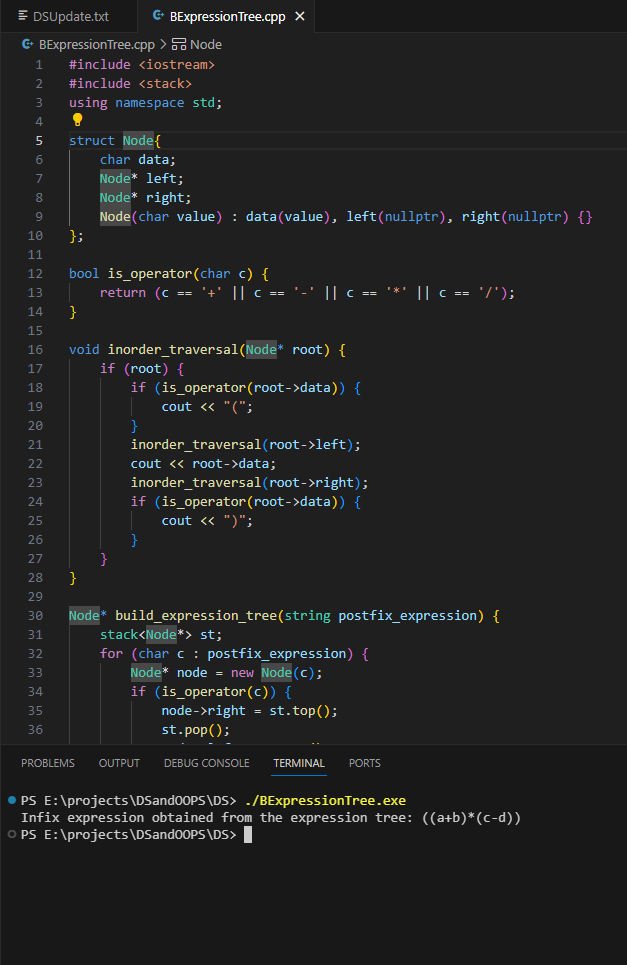 DSUpdate.txt BExpressionTree.cpp
BExpressionTree.cpp > Node
1 #include <iostream>
2 #include <stack>
3 using namespace std;
4
5 struct Node{
6 char data;
7 Node* left;
8 Node* right;
9 Node(char value) : data(value), left(nullptr), right(nullptr) {}
10 };
11
12 bool is_operator(char c) {
13 return (c == '+' || c == '-' || c == '*' || c == '/');
14 }
15
16 void inorder_traversal(Node* root) {
17 if (root) {
18 if (is_operator(root->data)) {
19 cout << "(";
20 }
21 inorder_traversal(root->left);
22 cout << root->data;
23 inorder_traversal(root->right);
24 if (is_operator(root->data)) {
25 cout << ")";
26 }
27 }
28 }
29
30 Node* build_expression_tree(string postfix_expression) {
31 stack<Node*> st;
32 for (char c : postfix_expression) {
33 Node* node = new Node(c);
34 if (is_operator(c)) {
35 node->right = st.top();
36 st.pop();
PROBLEMS OUTPUT DEBUG CONSOLE TERMINAL PORTS
PS E:\projects\DSandOOPS\DS> ./BExpressionTree.exe
Infix expression obtained from the expression tree: ((a+b)*(c-d))
PS E:\projects\DSandOOPS\DS>